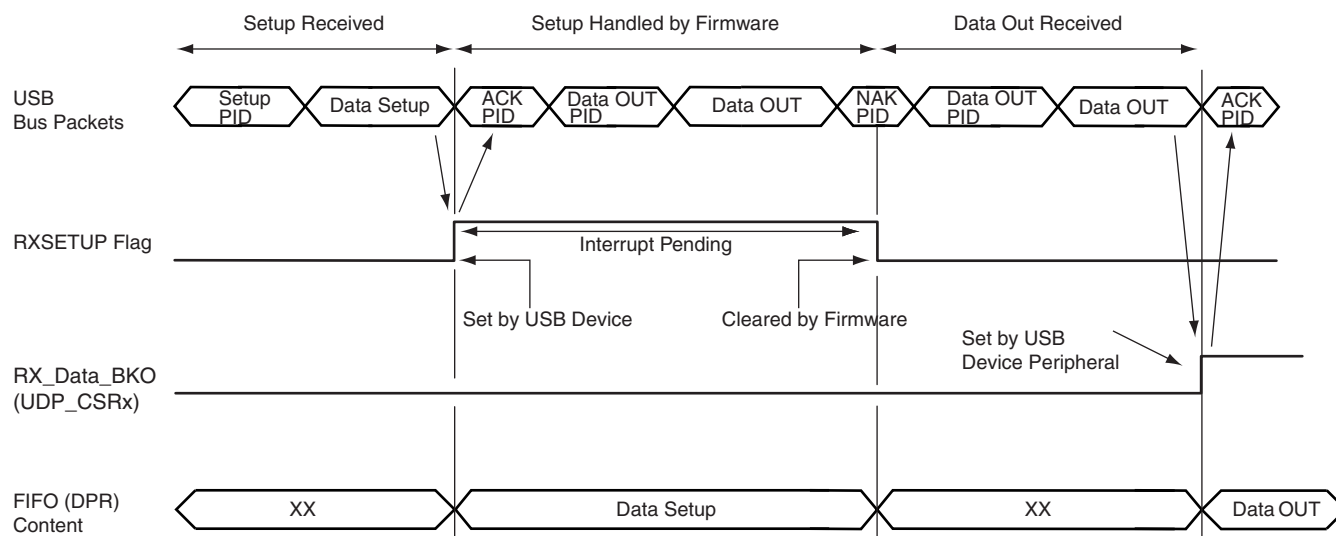 Setup Received
Setup Handled by Firmware
Data Out Received
USB
Bus Packets
Setup
PID
Data Setup
ACK
PID
Data OUT
PID
Data OUT
NAK
PID
Data OUT
PID
Data OUT
ACK
PID
RXSETUP Flag
Interrupt Pending
Set by USB Device
Cleared by Firmware
Set by USB
Device Peripheral
RX_Data_BKO
(UDP_CSRx)
FIFO (DPR)
Content
XX
Data Setup
XX
Data OUT